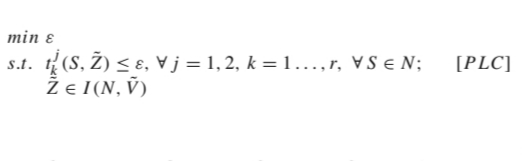 min ε
s.t. t_k^j(S, Z̃) ≤ ε, ∀ j = 1, 2, k = 1 . . . , r, ∀ S ∈ N; [PLC]
Z̃ ∈ I(N, Ṽ)